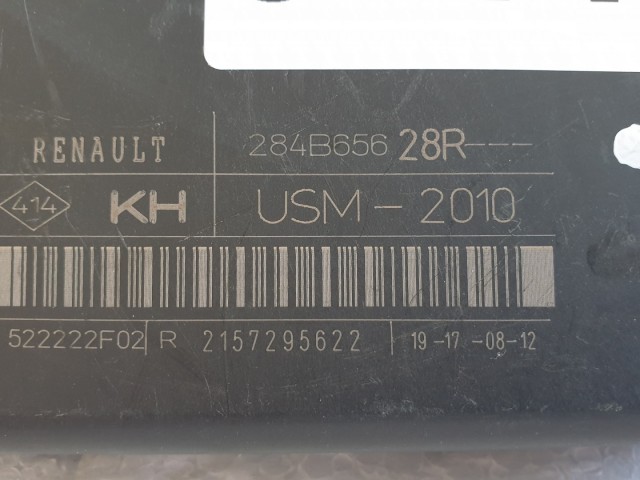 RENAULT 284B656 28R---
414 KH USM - 2010
522222F02 R 2157295622 19-17-08-12